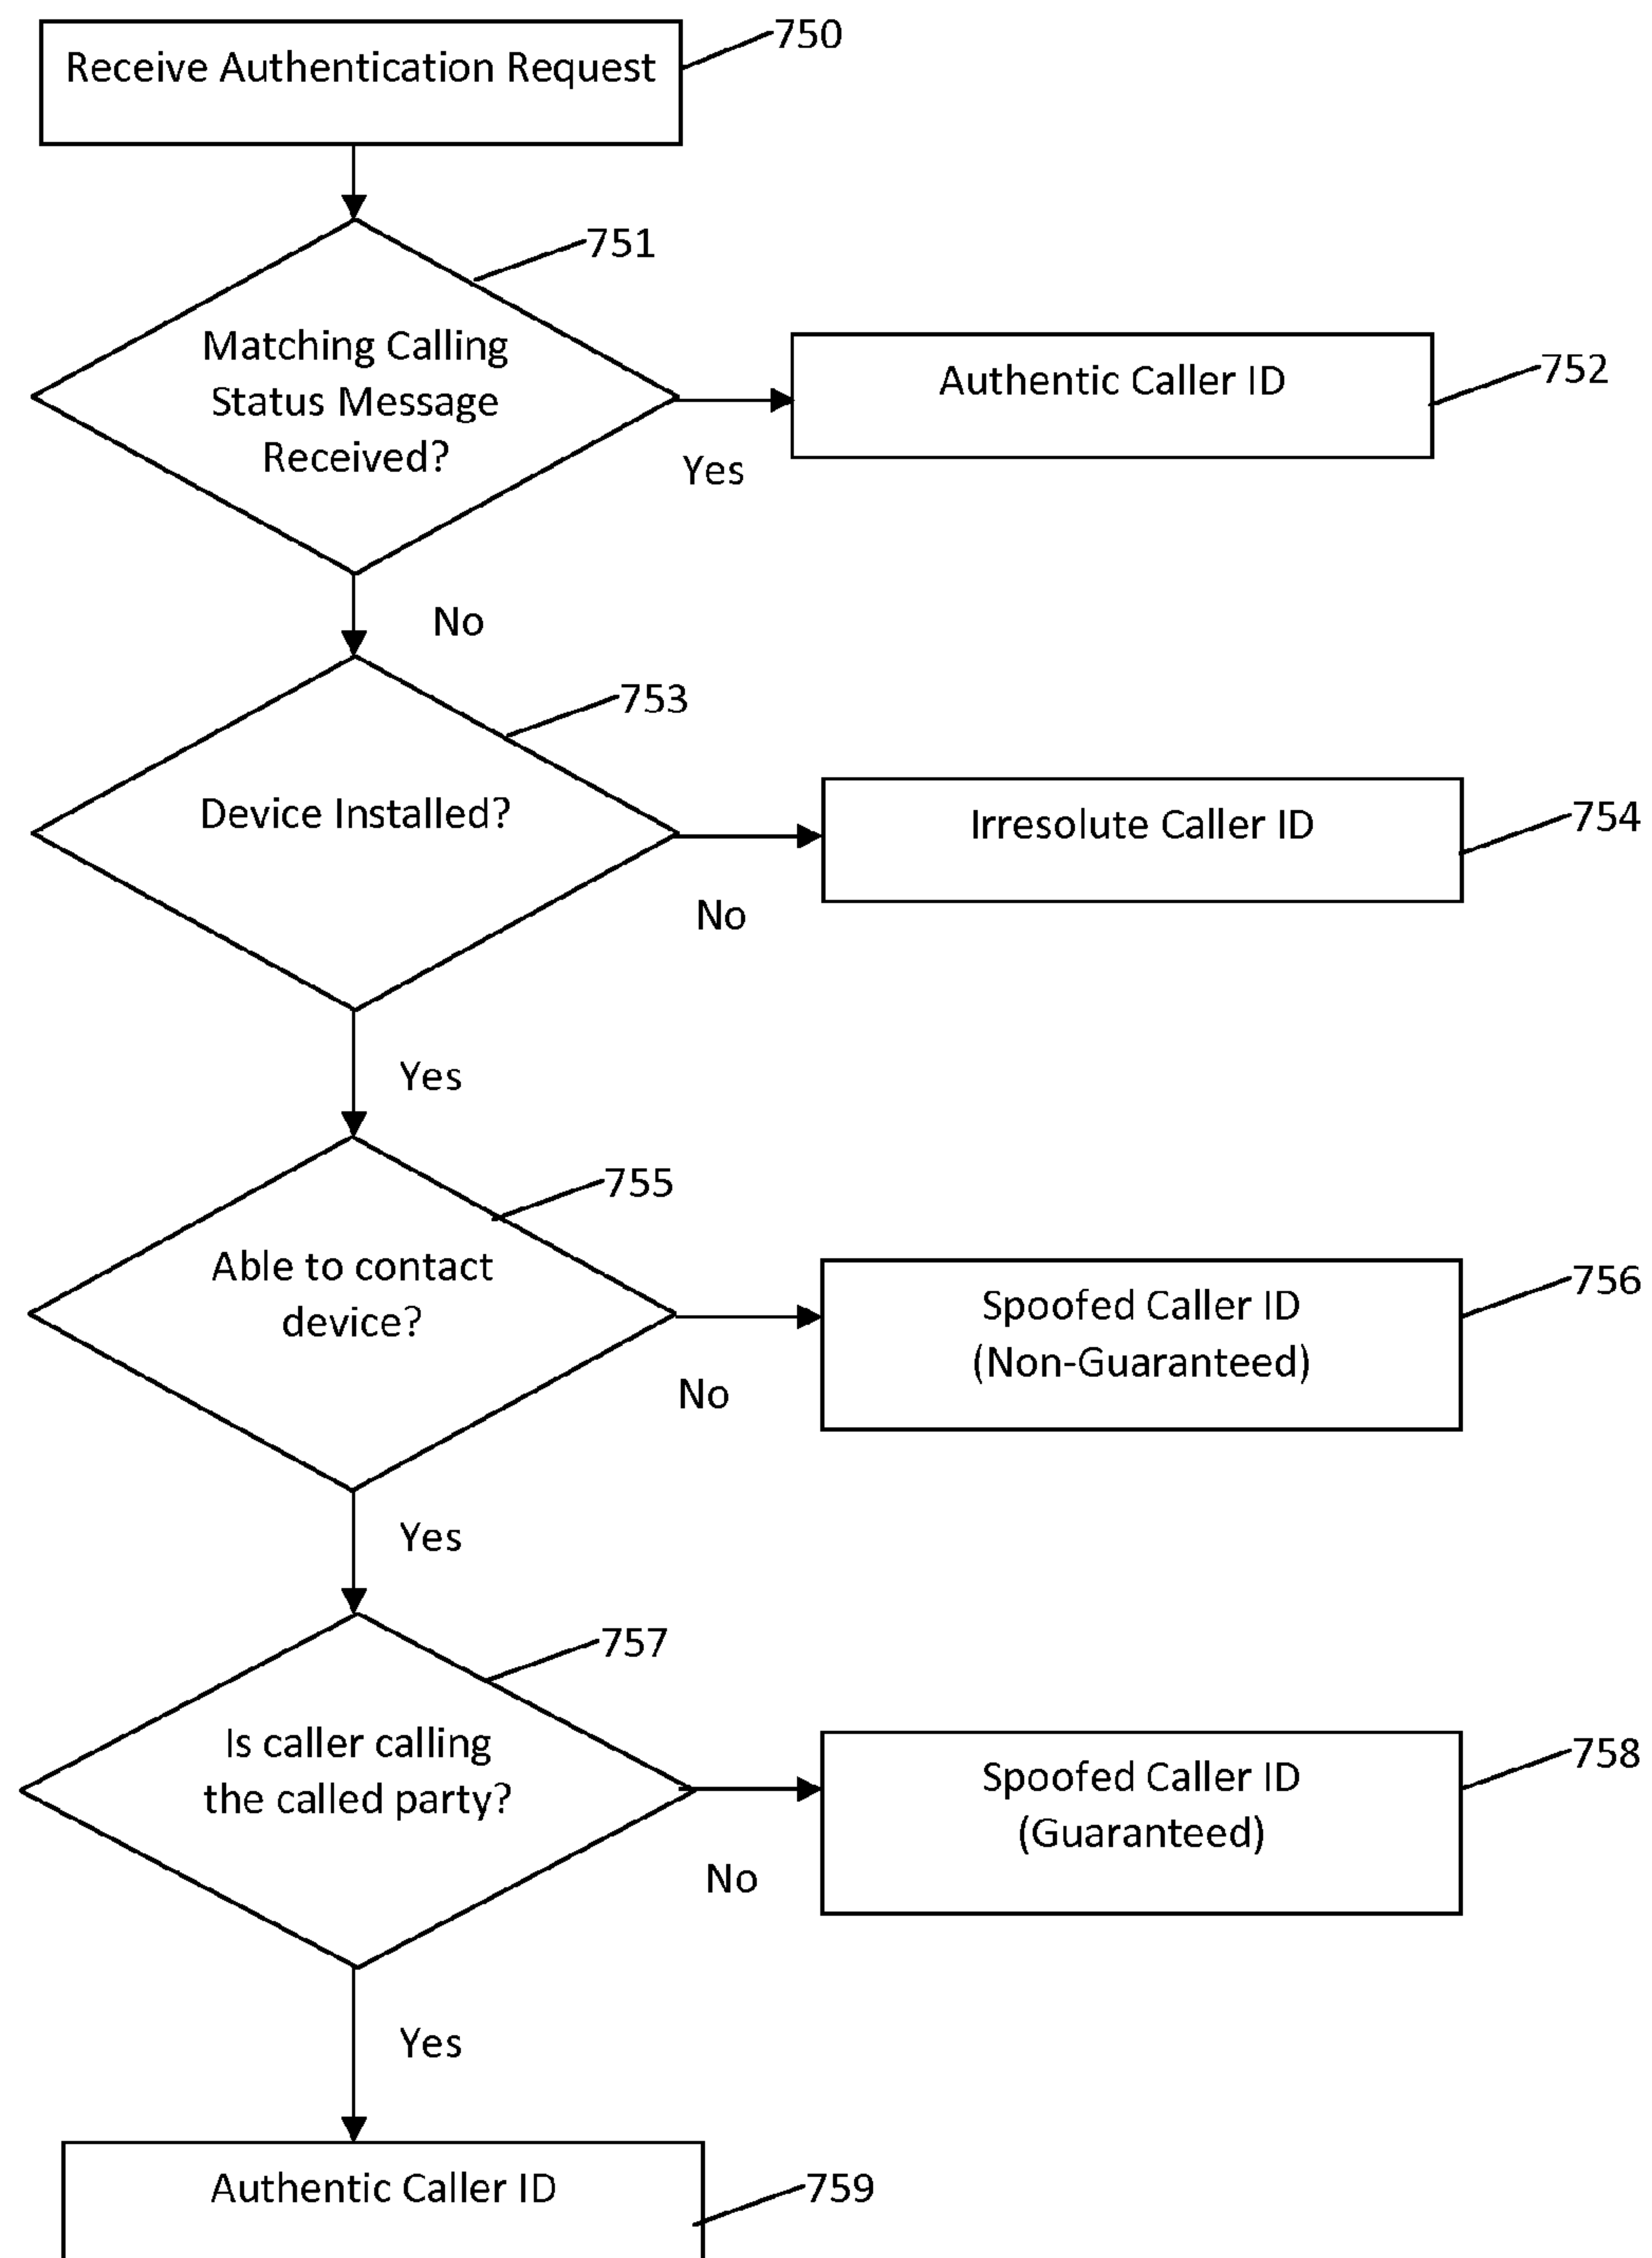 750
Receive Authentication Request
751
Matching Calling
Status Message
Received?
Authentic Caller ID
752
Yes
No
753
Device Installed?
Irresolute Caller ID
754
No
Yes
755
Able to contact
device?
Spoofed Caller ID
(Non-Guaranteed)
756
No
Yes
757
Is caller calling
the called party?
Spoofed Caller ID
(Guaranteed)
758
No
Yes
Authentic Caller ID
759